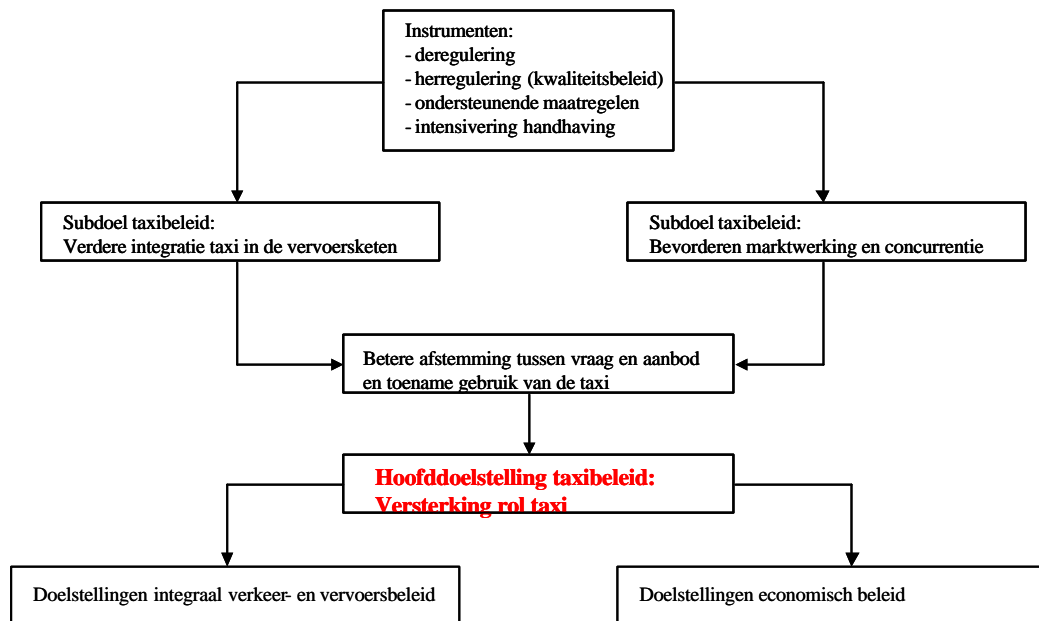 Instrumenten:
- deregulering
- herregulering (kwaliteitsbeleid)
- ondersteunende maatregelen
- intensivering handhaving
Subdoel taxibeleid:
Verdere integratie taxi in de vervoersketen
Subdoel taxibeleid:
Bevorderen marktwerking en concurrentie
Betere afstemming tussen vraag en aanbod
en toename gebruik van de taxi
Hoofddoelstelling taxibeleid:
Versterking rol taxi
Doelstellingen integraal verkeer- en vervoersbeleid
Doelstellingen economisch beleid